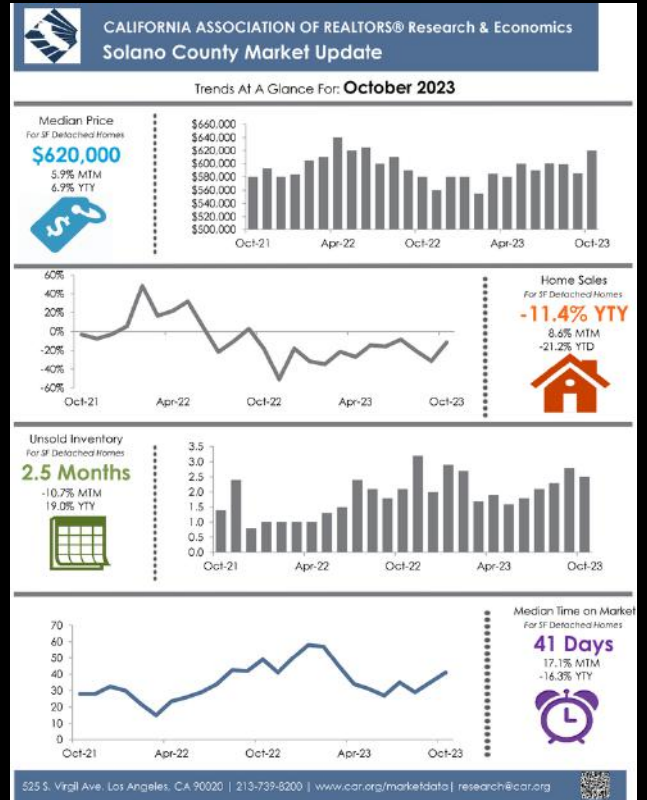 CALIFORNIA ASSOCIATION OF REALTORS® Research & Economics
Solano County Market Update
Trends At A Glance For: October 2023
Median Price
For SF Detached Homes
$620,000
5.9% MTM
6.9% YTY
$660,000
$640,000
$620,000
$600,000
$580,000
$560,000
$540,000
$520,000
$500,000
Oct-21 Apr-22 Oct-22 Apr-23 Oct-23
60%
40%
20%
0%
-20%
-40%
-60%
Oct-21 Apr-22 Oct-22 Apr-23 Oct-23
Home Sales
For SF Detached Homes
-11.4% YTY
8.6% MTM
-21.2% YTD
Unsold Inventory
For SF Detached Homes
2.5 Months
-10.7% MTM
19.0% YTY
3.5
3.0
2.5
2.0
1.5
1.0
0.5
0.0
Oct-21 Apr-22 Oct-22 Apr-23 Oct-23
70
60
50
40
30
20
10
0
Oct-21 Apr-22 Oct-22 Apr-23 Oct-23
Median Time on Market
For SF Detached Homes
41 Days
17.1% MTM
-16.3% YTY
525 S. Virgil Ave. Los Angeles, CA 90020 | 213-739-8200 | www.car.org/marketdata| research@car.org